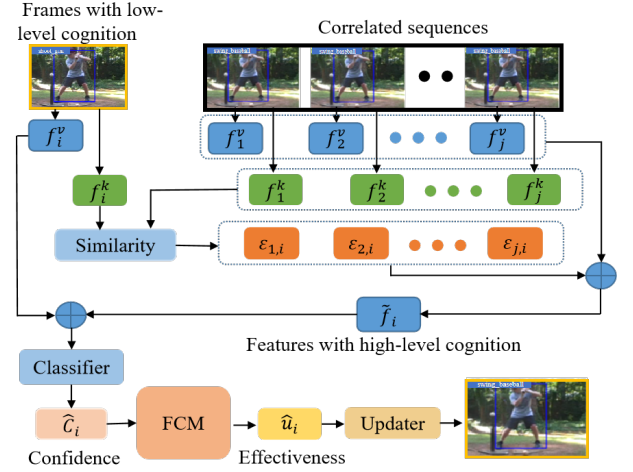 Frames with low-
level cognition
Correlated sequences
swing_baseball
swing_baseball
swing_baseball
f_i^v
f_1^v
f_2^v
f_j^v
f_i^k
f_1^k
f_2^k
f_j^k
Similarity
ε_{1,i}
ε_{2,i}
ε_{j,i}
f̃_i
Features with high-level cognition
Classifier
Ĉ_i
FCM
û_i
Updater
swing_baseball
Confidence
Effectiveness